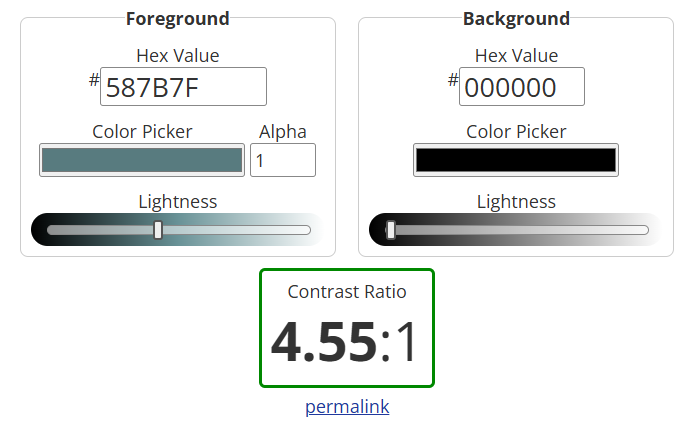 Foreground
Hex Value
#587B7F
Color Picker Alpha
1
Lightness
Background
Hex Value
#000000
Color Picker
Lightness
Contrast Ratio
4.55:1
permalink